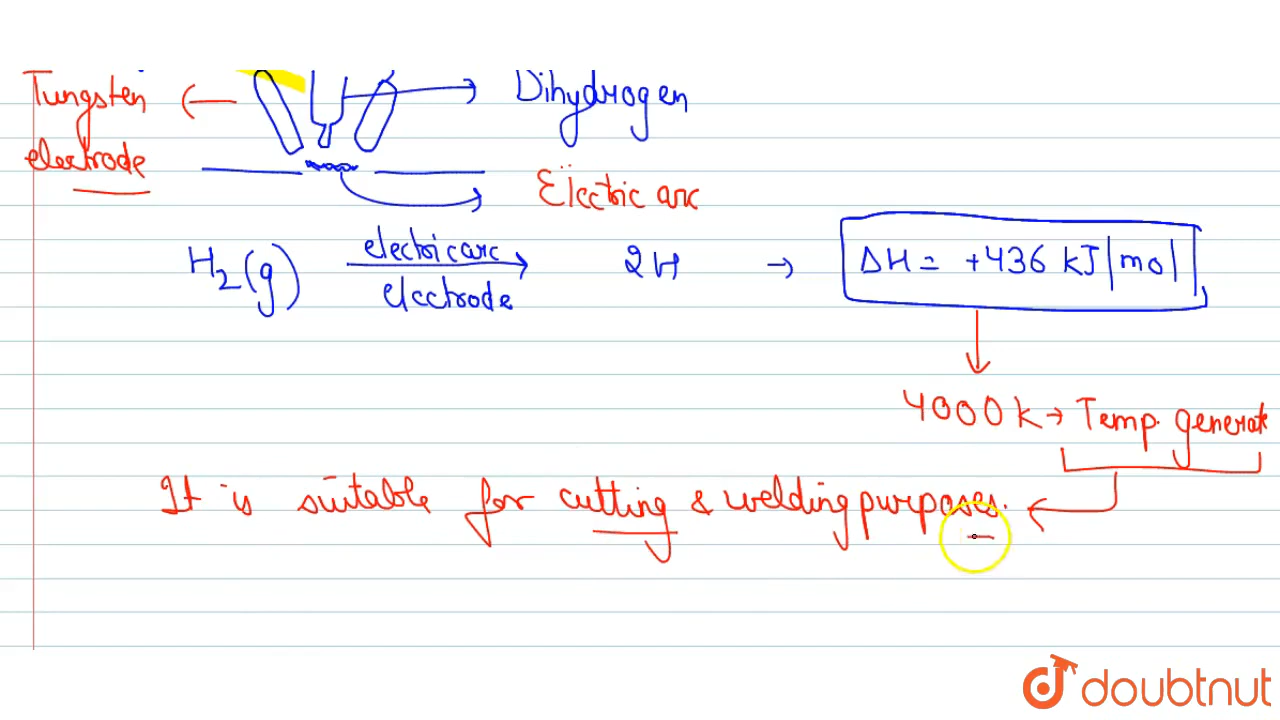 Tungsten
electrode
Dihydrogen
Electric arc
H2(g) electric arc electrode 2H → ΔH = +436 kJ/mol
4000 K → Temp. generate
It is suitable for cutting & welding purposes.
doubtnut